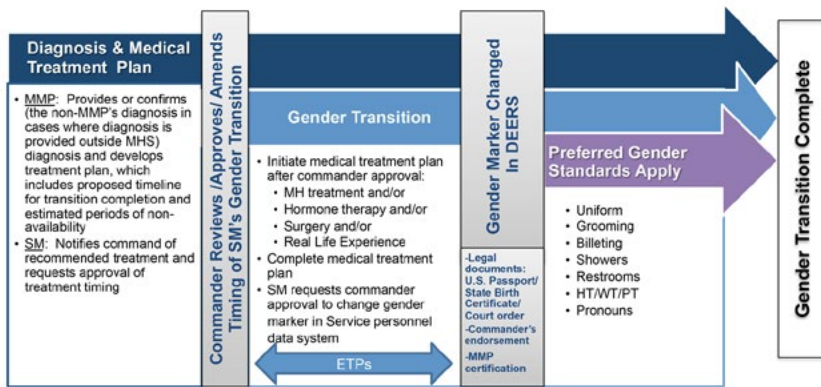 Diagnosis & Medical
Treatment Plan
• MMP: Provides or confirms
(the non-MMP's diagnosis in
cases where diagnosis is
provided outside MHS)
diagnosis and develops
treatment plan, which
includes proposed timeline
for transition completion and
estimated periods of non-
availability
• SM: Notifies command of
recommended treatment and
requests approval of
treatment timing
Commander Reviews /Approves/ Amends
Timing of SM's Gender Transition
Gender Transition
• Initiate medical treatment plan
after commander approval:
• MH treatment and/or
• Hormone therapy and/or
• Surgery and/or
• Real Life Experience
• Complete medical treatment
plan
• SM requests commander
approval to change gender
marker in Service personnel
data system
ETPs
Gender Marker Changed
In DEERS
-Legal
documents:
U.S. Passport/
State Birth
Certificate/
Court order
-Commander's
endorsement
-MMP
certification
Preferred Gender
Standards Apply
• Uniform
• Grooming
• Billeting
• Showers
• Restrooms
• HT/WT/PT
• Pronouns
Gender Transition Complete